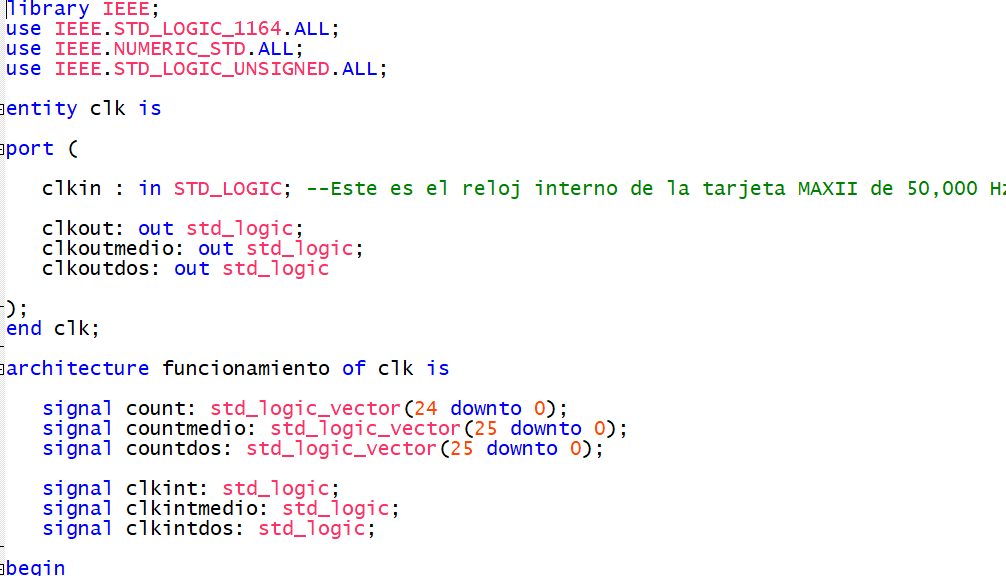 library IEEE;
use IEEE.STD_LOGIC_1164.ALL;
use IEEE.NUMERIC_STD.ALL;
use IEEE.STD_LOGIC_UNSIGNED.ALL;
entity clk is
port (
clkin : in STD_LOGIC; --Este es el reloj interno de la tarjeta MAXII de 50,000 Hz
clkout: out std_logic;
clkoutmedio: out std_logic;
clkoutdos: out std_logic
);
end clk;
architecture funcionamiento of clk is
signal count: std_logic_vector(24 downto 0);
signal countmedio: std_logic_vector(25 downto 0);
signal countdos: std_logic_vector(25 downto 0);
signal clkint: std_logic;
signal clkintmedio: std_logic;
signal clkintdos: std_logic;
begin